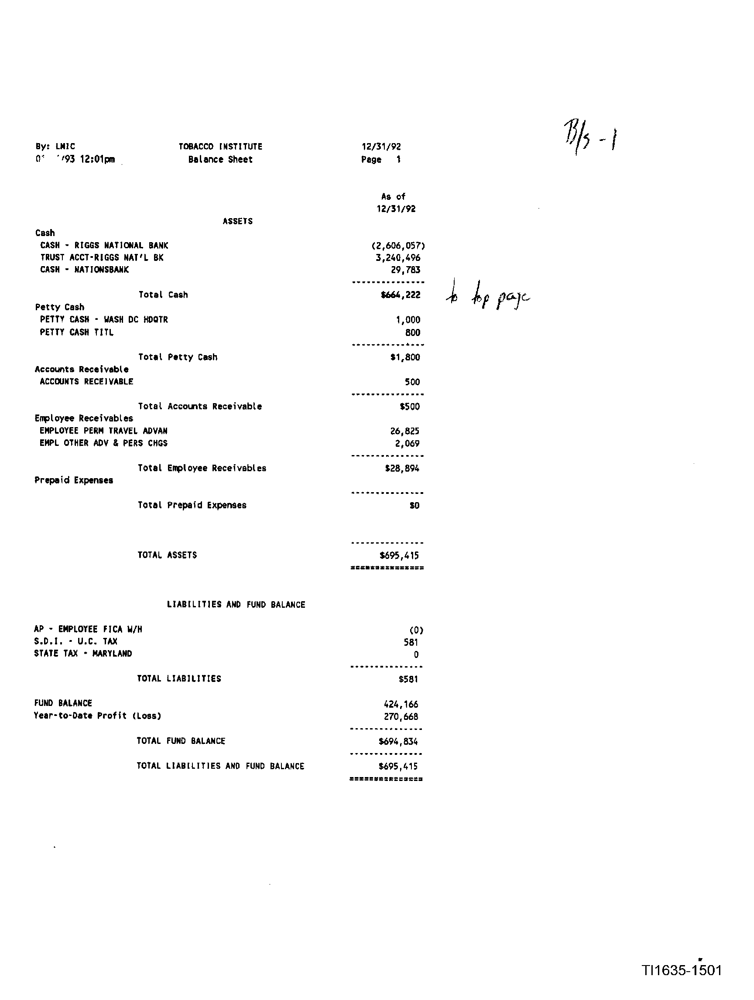 B/s - 1
By: LMIC TOBACCO INSTITUTE 12/31/92
'93 12:01pm Balance Sheet Page 1
As of
12/31/92
ASSETS
Cash
CASH - RIGGS NATIONAL BANK (2,606,057)
TRUST ACCT-RIGGS NAT'L BK 3,240,496
CASH - NATIONSBANK 29,783
---------------
Total Cash $664,222 to top page
Petty Cash
PETTY CASH - WASH DC HDQTR 1,000
PETTY CASH TITL 800
---------------
Total Petty Cash $1,800
Accounts Receivable
ACCOUNTS RECEIVABLE 500
---------------
Total Accounts Receivable $500
Employee Receivables
EMPLOYEE PERM TRAVEL ADVAN 26,825
EMPL OTHER ADV & PERS CHGS 2,069
---------------
Total Employee Receivables $28,894
Prepaid Expenses
---------------
Total Prepaid Expenses $0
---------------
TOTAL ASSETS $695,415
===============
LIABILITIES AND FUND BALANCE
AP - EMPLOYEE FICA W/H (0)
S.D.I. - U.C. TAX 581
STATE TAX - MARYLAND 0
---------------
TOTAL LIABILITIES $581
FUND BALANCE 424,166
Year-to-Date Profit (Loss) 270,668
---------------
TOTAL FUND BALANCE $694,834
---------------
TOTAL LIABILITIES AND FUND BALANCE $695,415
===============
TI1635-1501